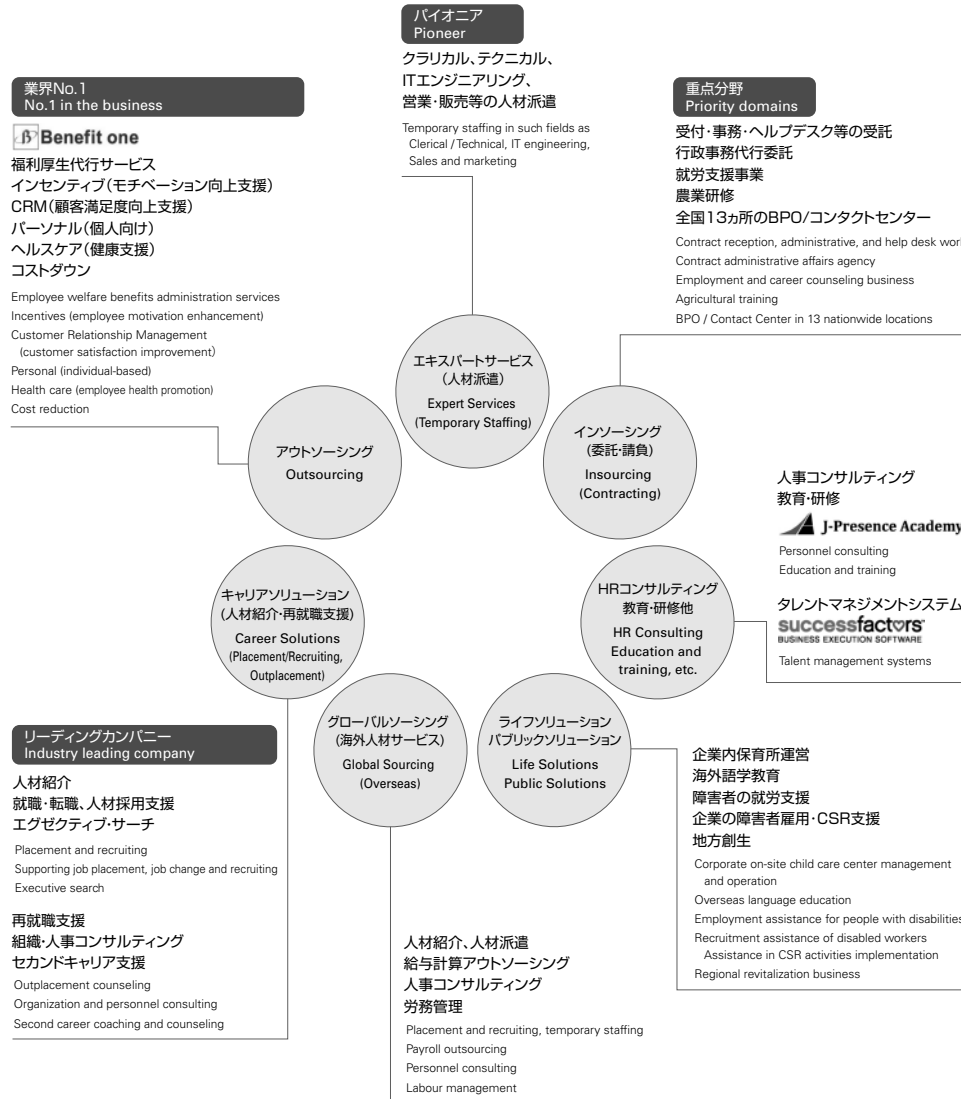 パイオニア
Pioneer
クラリカル、テクニカル、
ITエンジニアリング、
営業・販売等の人材派遣
Temporary staffing in such fields as
Clerical / Technical, IT engineering,
Sales and marketing
業界No.1
No.1 in the business
Benefit one
福利厚生代行サービス
インセンティブ(モチベーション向上支援)
CRM(顧客満足度向上支援)
パーソナル(個人向け)
ヘルスケア(健康支援)
コストダウン
Employee welfare benefits administration services
Incentives (employee motivation enhancement)
Customer Relationship Management
(customer satisfaction improvement)
Personal (individual-based)
Health care (employee health promotion)
Cost reduction
重点分野
Priority domains
受付・事務・ヘルプデスク等の受託
行政事務代行委託
就労支援事業
農業研修
全国13ヵ所のBPO/コンタクトセンター
Contract reception, administrative, and help desk work
Contract administrative affairs agency
Employment and career counseling business
Agricultural training
BPO / Contact Center in 13 nationwide locations
エキスパートサービス
(人材派遣)
Expert Services
(Temporary Staffing)
アウトソーシング
Outsourcing
インソーシング
(委託・請負)
Insourcing
(Contracting)
人事コンサルティング
教育・研修
J-Presence Academy
Personnel consulting
Education and training
タレントマネジメントシステム
successfactors
BUSINESS EXECUTION SOFTWARE
Talent management systems
キャリアソリューション
(人材紹介・再就職支援)
Career Solutions
(Placement/Recruiting,
Outplacement)
HRコンサルティング
教育・研修他
HR Consulting
Education and
training, etc.
グローバルソーシング
(海外人材サービス)
Global Sourcing
(Overseas)
ライフソリューション
パブリックソリューション
Life Solutions
Public Solutions
リーディングカンパニー
Industry leading company
人材紹介
就職・転職、人材採用支援
エグゼクティブ・サーチ
Placement and recruiting
Supporting job placement, job change and recruiting
Executive search
再就職支援
組織・人事コンサルティング
セカンドキャリア支援
Outplacement counseling
Organization and personnel consulting
Second career coaching and counseling
人材紹介、人材派遣
給与計算アウトソーシング
人事コンサルティング
労務管理
Placement and recruiting, temporary staffing
Payroll outsourcing
Personnel consulting
Labour management
企業内保育所運営
海外語学教育
障害者の就労支援
企業の障害者雇用・CSR支援
地方創生
Corporate on-site child care center management
and operation
Overseas language education
Employment assistance for people with disabilities
Recruitment assistance of disabled workers
Assistance in CSR activities implementation
Regional revitalization business